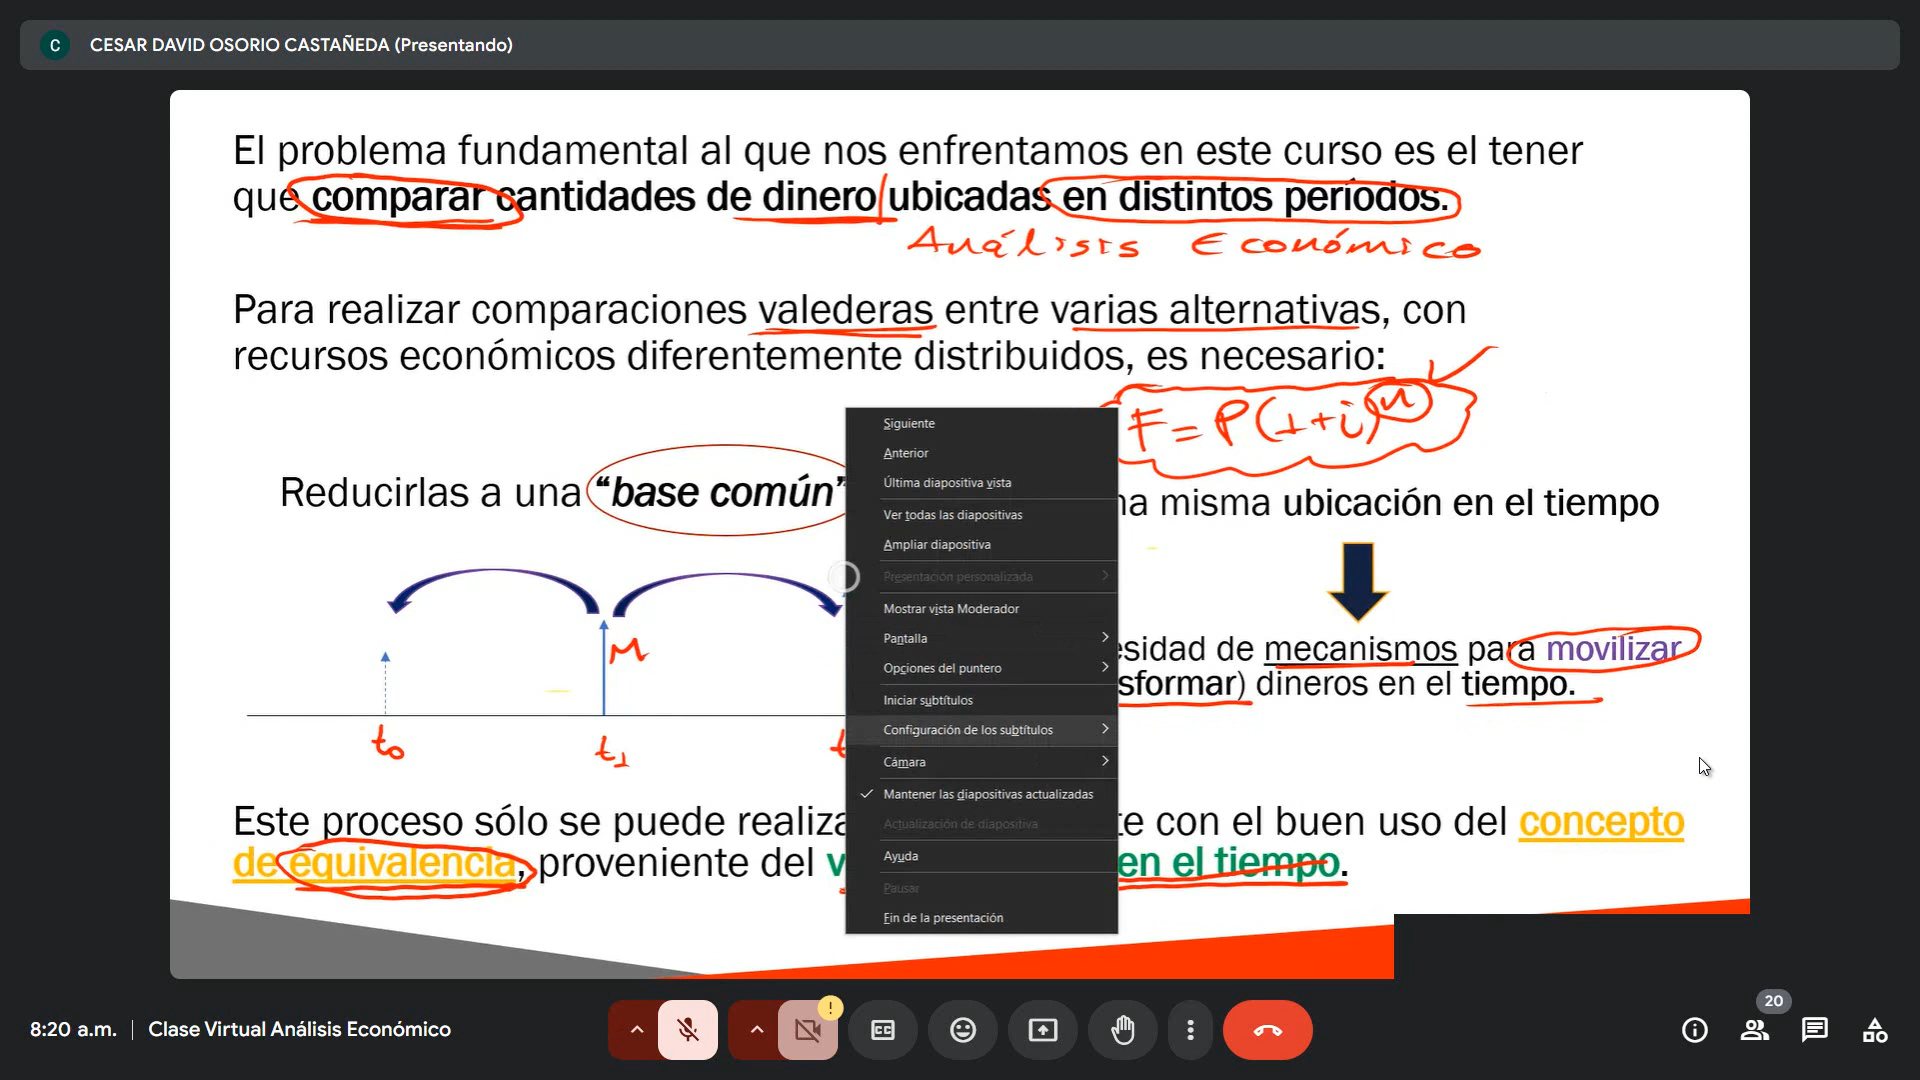 C CESAR DAVID OSORIO CASTAÑEDA (Presentando)
El problema fundamental al que nos enfrentamos en este curso es el tener
que comparar cantidades de dinero ubicadas en distintos períodos.
Análisis Económico
Para realizar comparaciones valederas entre varias alternativas, con
recursos económicos diferentemente distribuidos, es necesario:
F=P(1+i)^n
Reducirlas a una “base común”
misma ubicación en el tiempo
M
mecanismos para movilizar
dineros en el tiempo.
t0 t1
Este proceso sólo se puede
con el buen uso del concepto
de equivalencia, proveniente del
en el tiempo.
Siguiente
Anterior
Última diapositiva vista
Ver todas las diapositivas
Ampliar diapositiva
Presentación personalizada
Mostrar vista Moderador
Pantalla
Opciones del puntero
Iniciar subtítulos
Configuración de los subtítulos
Cámara
Mantener las diapositivas actualizadas
Actualización de diapositiva
Ayuda
Pausar
Fin de la presentación
8:20 a.m. | Clase Virtual Análisis Económico
!
CC
20